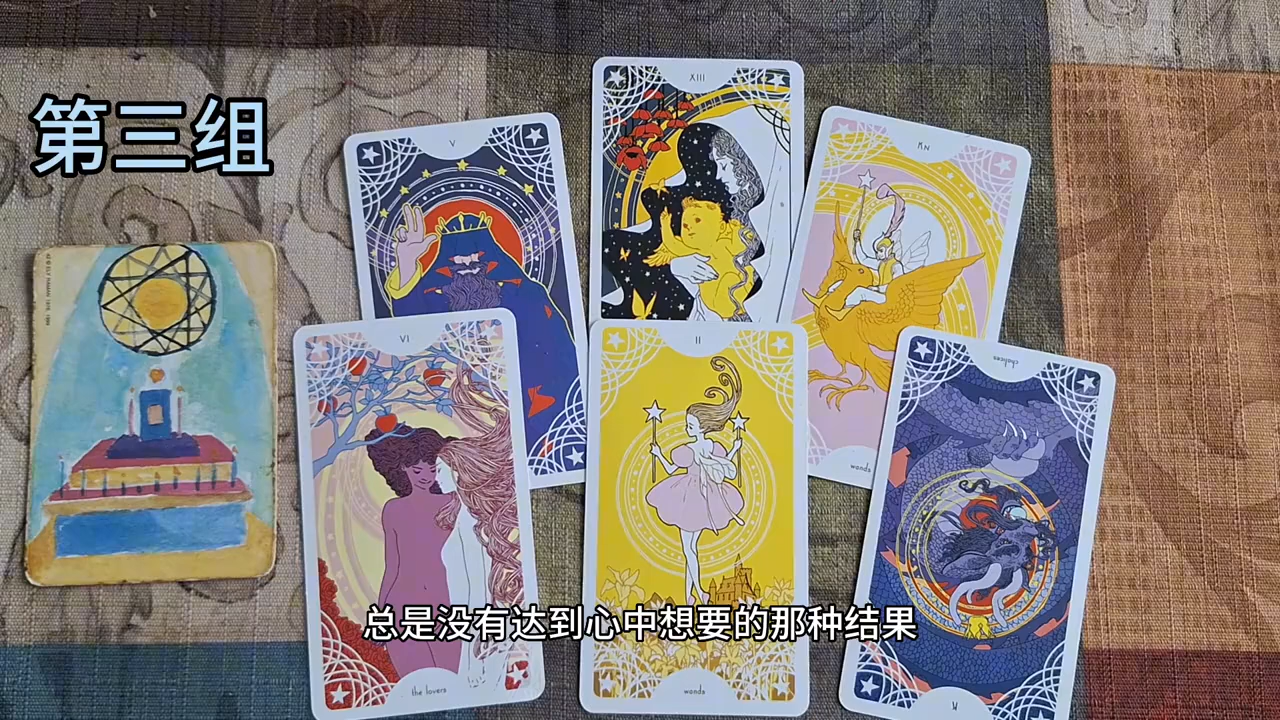 第三组
V
XIII
KN
wands
VI
the lovers
II
wands
chalices
K
总是没有达到心中想要的那种结果